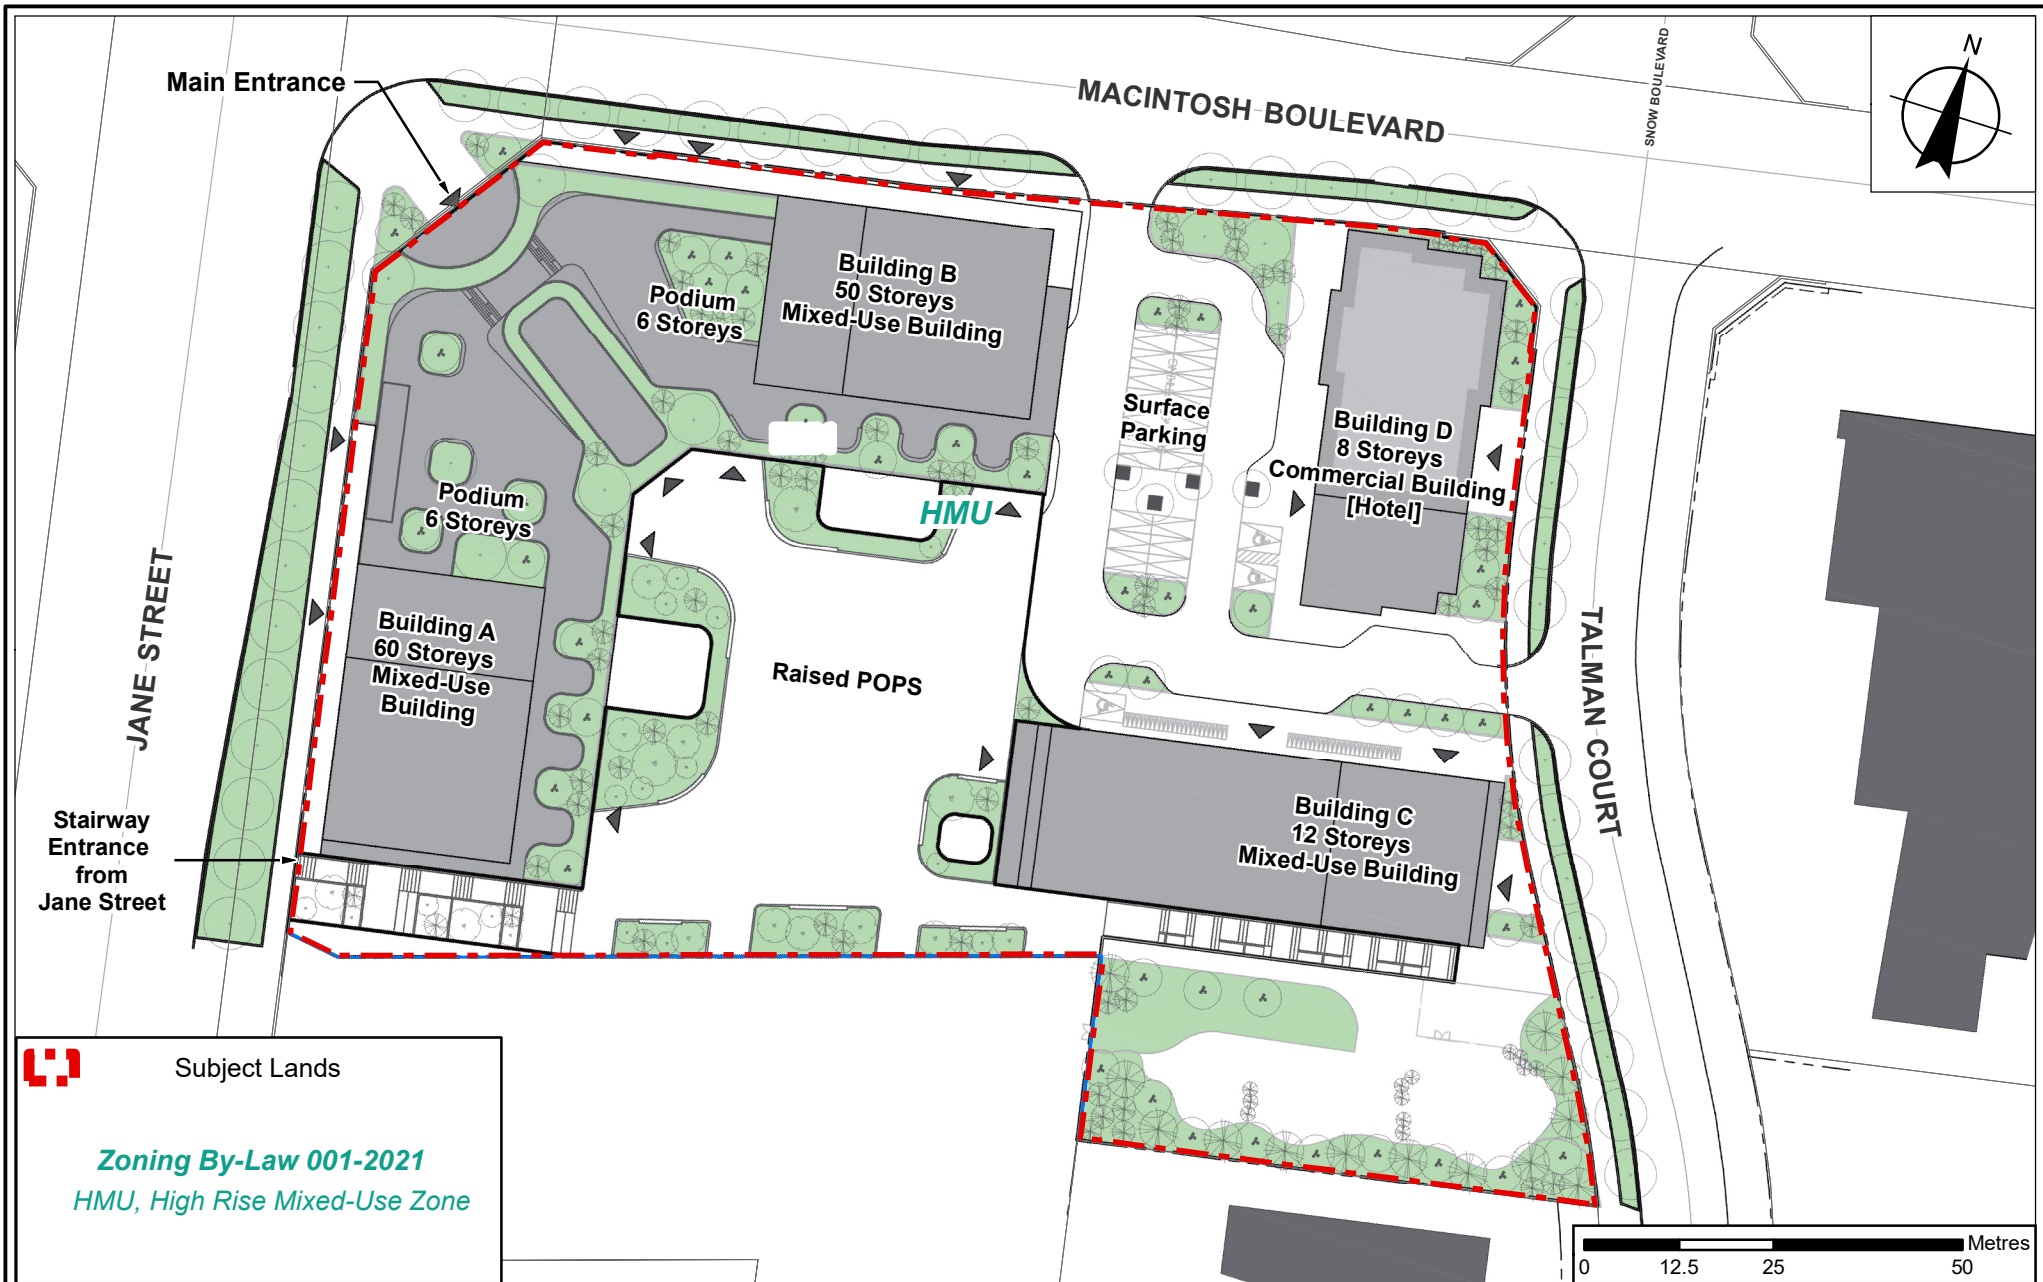 Main Entrance
MACINTOSH BOULEVARD
SNOW BOULEVARD
N
Building B
50 Storeys
Mixed-Use Building
Podium
6 Storeys
Surface
Parking
Building D
8 Storeys
Commercial Building
[Hotel]
Podium
6 Storeys
HMU
JANE STREET
Building A
60 Storeys
Mixed-Use
Building
Raised POPS
TALMAN COURT
Stairway
Entrance
from
Jane Street
Building C
12 Storeys
Mixed-Use Building
Subject Lands
Zoning By-Law 001-2021
HMU, High Rise Mixed-Use Zone
Metres
0 12.5 25 50